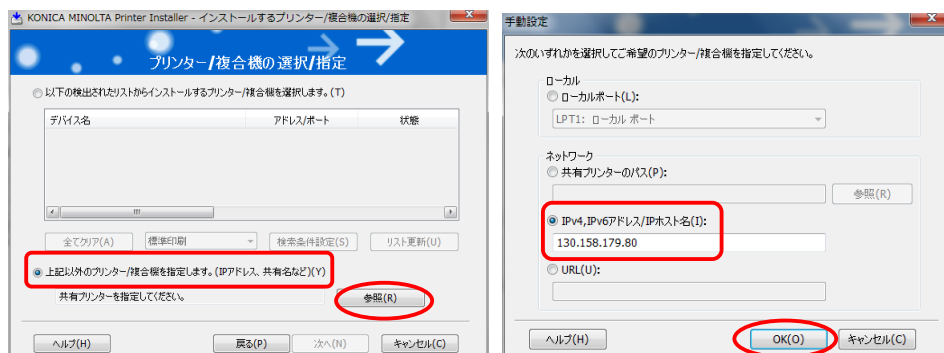 KONICA MINOLTA Printer Installer - インストールするプリンター/複合機の選択/指定
プリンター/複合機の選択/指定
以下の検出されたリストからインストールするプリンター/複合機を選択します。(T)
デバイス名 アドレス/ポート 状態
全てクリア(A) 標準印刷 検索条件設定(S) リスト更新(U)
上記以外のプリンター/複合機を指定します。(IPアドレス、共有名など)(Y)
共有プリンターを指定してください。 参照(R)
ヘルプ(H) 戻る(P) 次へ(N) キャンセル(C)
手動設定
次のいずれかを選択してご希望のプリンター/複合機を指定してください。
ローカル
ローカルポート(L):
LPT1: ローカル ポート
ネットワーク
共有プリンターのパス(P):
参照(R)
IPv4,IPv6アドレス/IPホスト名(I):
130.158.179.80
URL(U):
ヘルプ(H) OK(O) キャンセル(C)